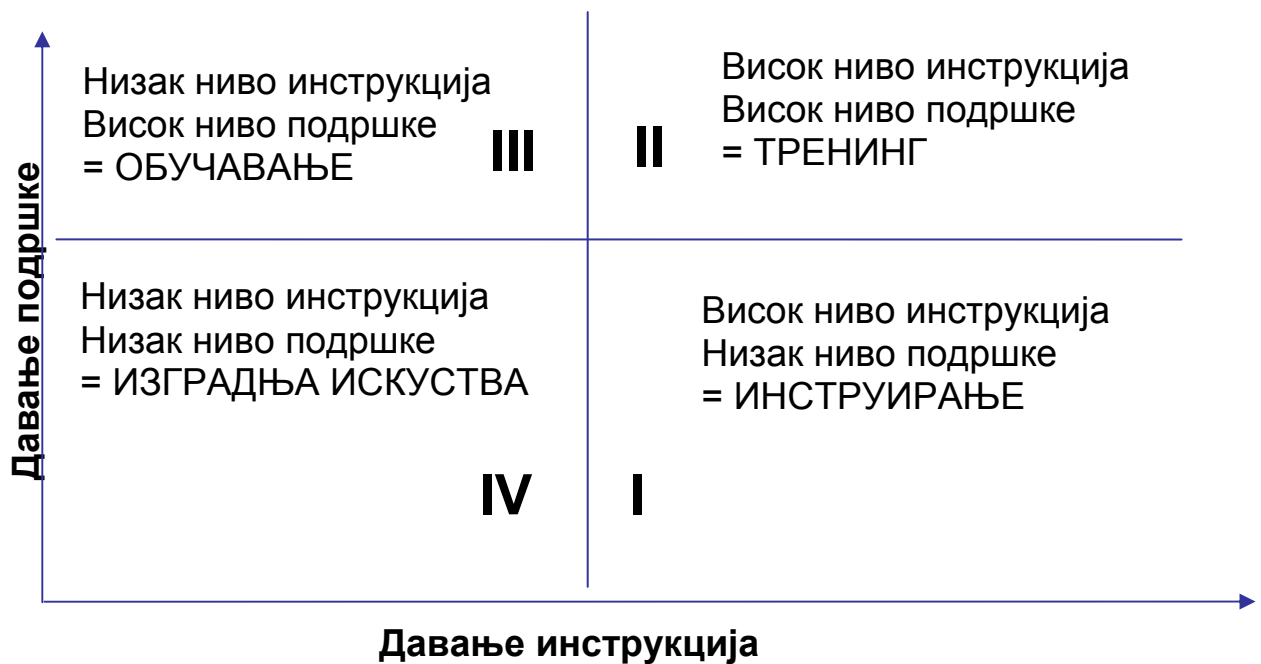 Давање подршке
Низак ниво инструкција
Висок ниво подршке
= ОБУЧАВАЊЕ
III
II
Висок ниво инструкција
Висок ниво подршке
= ТРЕНИНГ
Низак ниво инструкција
Низак ниво подршке
= ИЗГРАДЊА ИСКУСТВА
IV
I
Висок ниво инструкција
Низак ниво подршке
= ИНСТРУИРАЊЕ
Давање инструкција